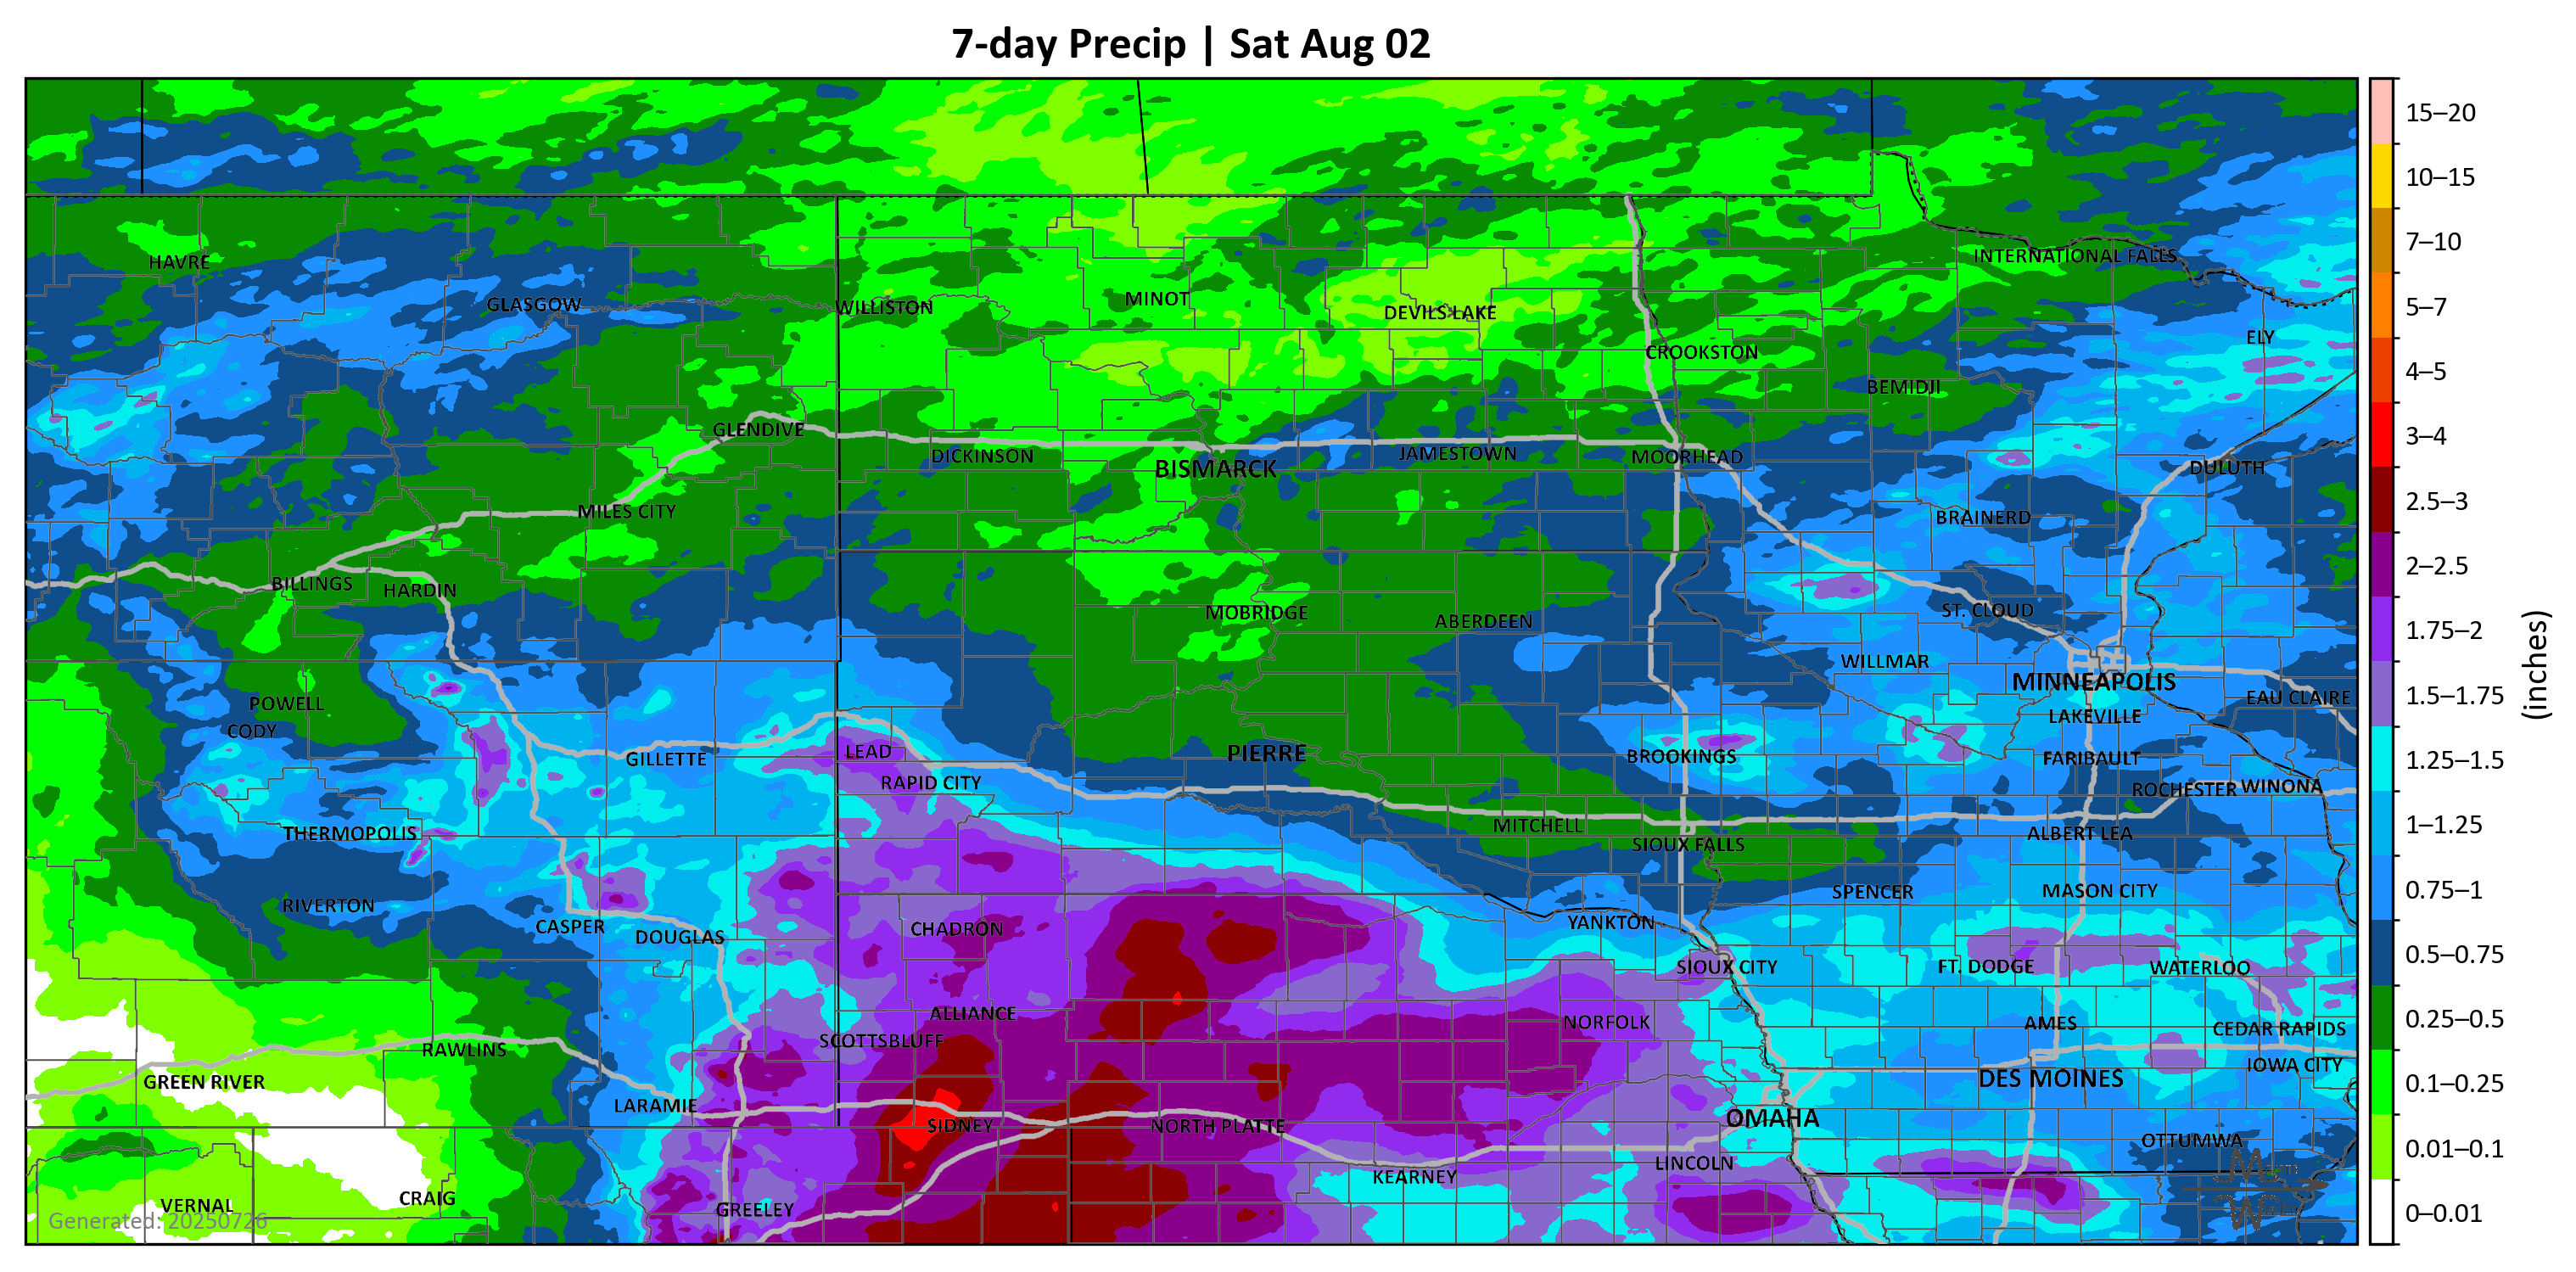 7-day Precip | Sat Aug 02
15–20
10–15
HAVRE
INTERNATIONAL FALLS
7–10
GLASGOW
WILLISTON
MINOT
DEVILS LAKE
5–7
ELY
CROOKSTON
BEMIDJI
4–5
GLENDIVE
DICKINSON
BISMARCK
JAMESTOWN
MOORHEAD
DULUTH
3–4
MILES CITY
BRAINERD
2.5–3
BILLINGS
HARDIN
MOBRIDGE
ABERDEEN
ST. CLOUD
2–2.5
1.75–2
WILLMAR
MINNEAPOLIS
EAU CLAIRE
1.5–1.75
(inches)
POWELL
CODY
LAKEVILLE
GILLETTE
LEAD
PIERRE
BROOKINGS
FARIBAULT
1.25–1.5
RAPID CITY
ROCHESTER
WINONA
THERMOPOLIS
MITCHELL
SIOUX FALLS
ALBERT LEA
1–1.25
RIVERTON
SPENCER
MASON CITY
0.75–1
CASPER
DOUGLAS
CHADRON
YANKTON
0.5–0.75
SIOUX CITY
FT. DODGE
WATERLOO
ALLIANCE
SCOTTSBLUFF
NORFOLK
AMES
CEDAR RAPIDS
0.25–0.5
RAWLINS
GREEN RIVER
IOWA CITY
DES MOINES
0.1–0.25
LARAMIE
SIDNEY
NORTH PLATTE
OMAHA
OTTUMWA
0.01–0.1
LINCOLN
KEARNEY
VERNAL
CRAIG
GREELEY
Generated: 20250726
0–0.01